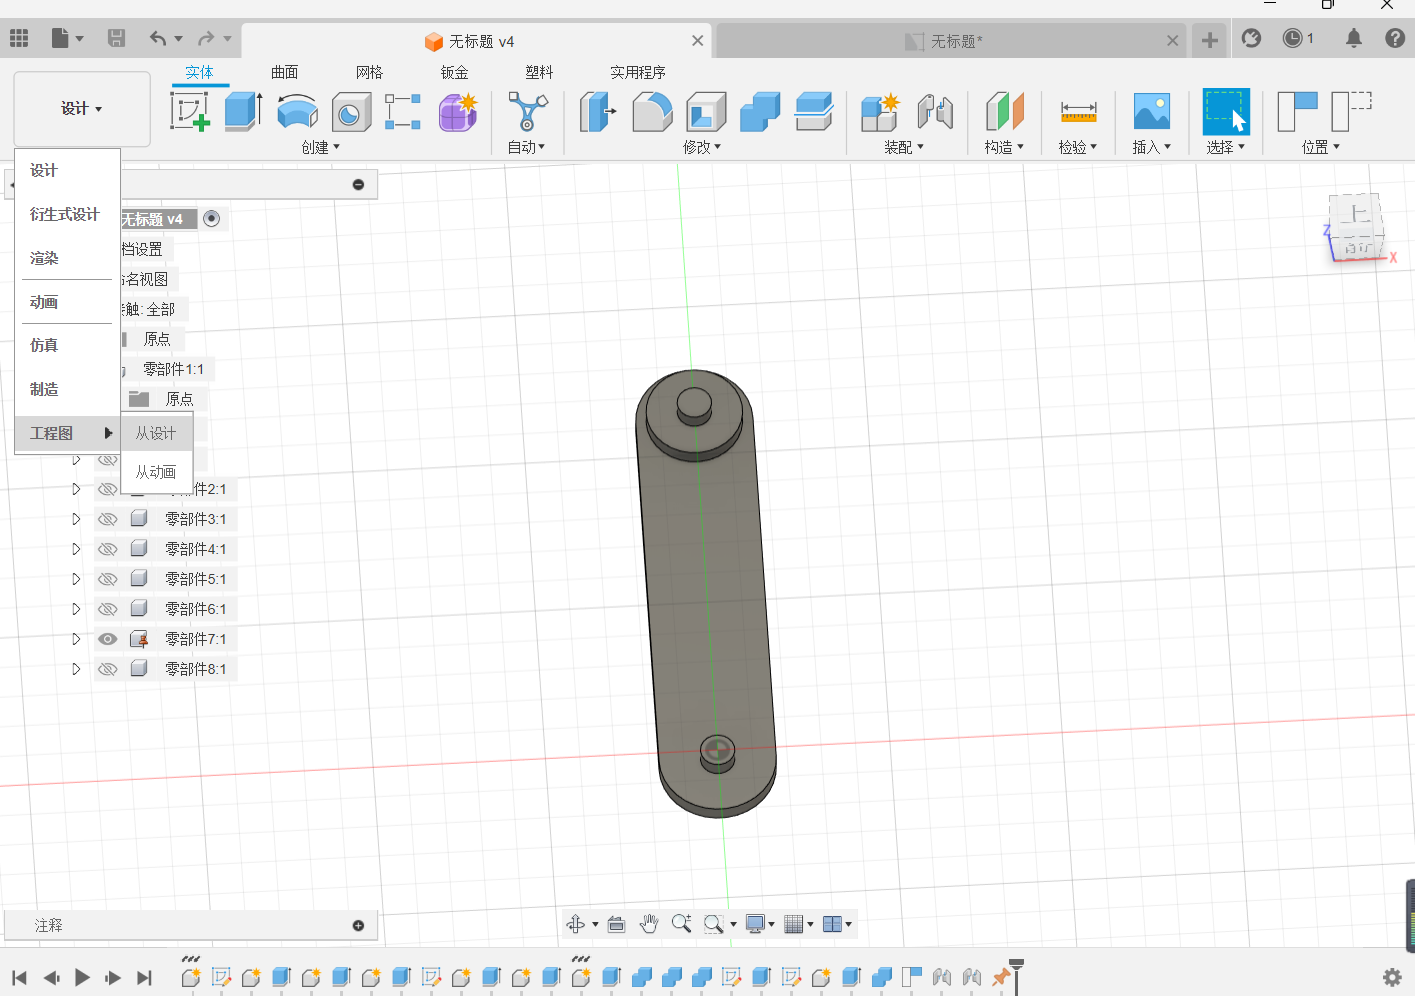 无标题 v4
无标题*
1
设计
实体
曲面
网格
钣金
塑料
实用程序
创建
自动
修改
装配
构造
检验
插入
选择
位置
设计
衍生式设计
渲染
动画
仿真
制造
工程图
从设计
从动画
无标题 v4
档设置
名视图
触: 全部
原点
零部件1:1
原点
部件2:1
零部件3:1
零部件4:1
零部件5:1
零部件6:1
零部件7:1
零部件8:1
上
前
Z
X
注释